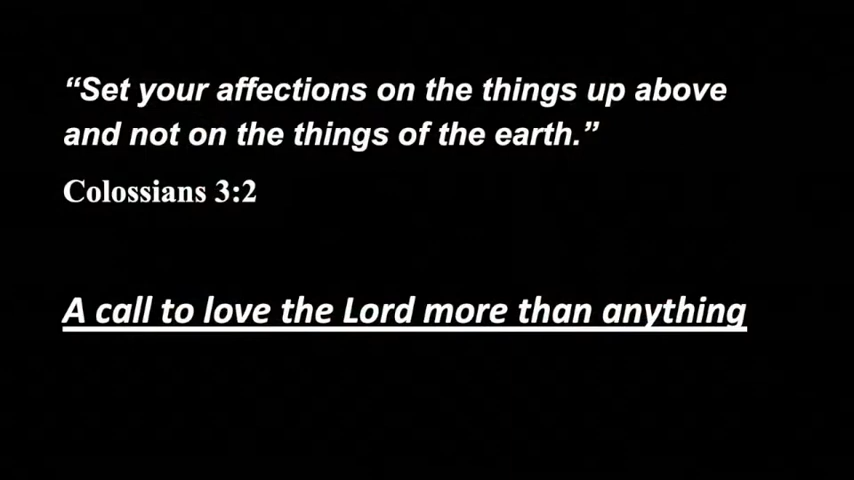 “Set your affections on the things up above
and not on the things of the earth.”
Colossians 3:2
A call to love the Lord more than anything